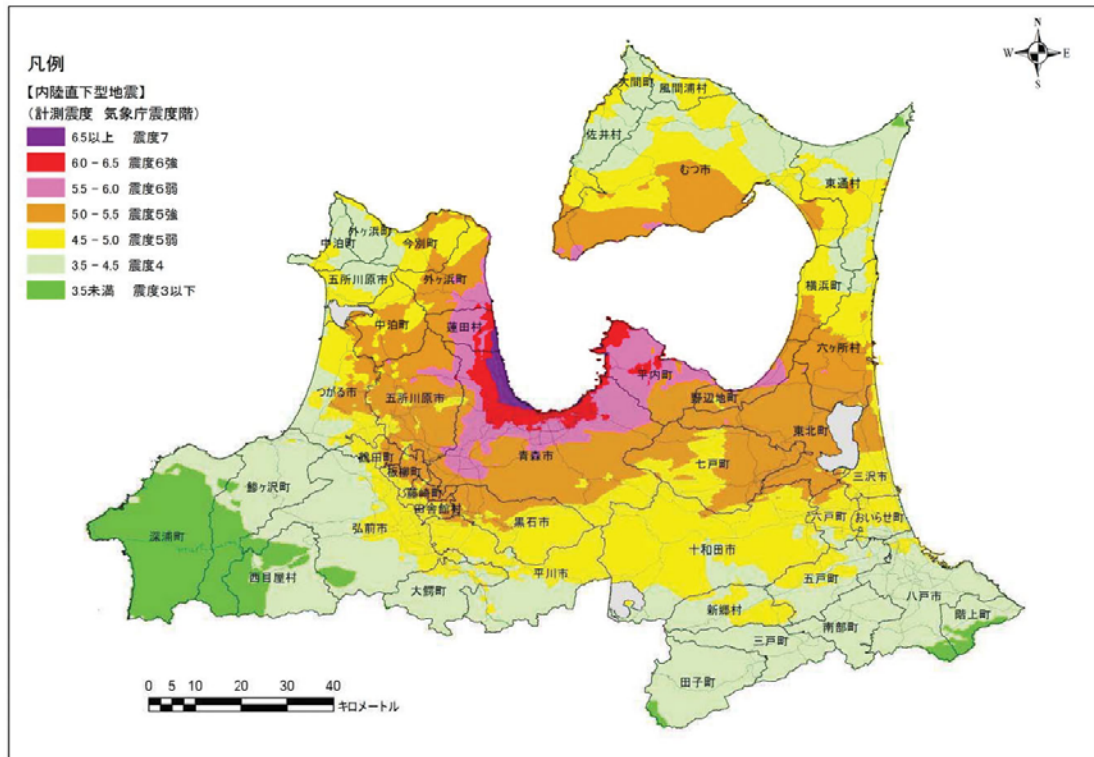 N
W E
S
凡例
【内陸直下型地震】
(計測震度 気象庁震度階)
6.5以上 震度7
6.0 - 6.5 震度6強
5.5 - 6.0 震度6弱
5.0 - 5.5 震度5強
4.5 - 5.0 震度5弱
3.5 - 4.5 震度4
3.5未満 震度3以下
大間町
風間浦村
佐井村
むつ市
東通村
外ヶ浜町
中泊町
今別町
五所川原市
外ヶ浜町
横浜町
中泊町
蓬田村
六ヶ所村
平内町
つがる市
五所川原市
野辺地町
東北町
青森市
鶴田町
七戸町
板柳町
三沢市
鰺ヶ沢町
藤崎町
田舎館村
六戸町
おいらせ町
弘前市
黒石市
深浦町
十和田市
西目屋村
平川市
五戸町
大鰐町
八戸市
新郷村
階上町
南部町
三戸町
田子町
0 5 10 20 30 40
キロメートル